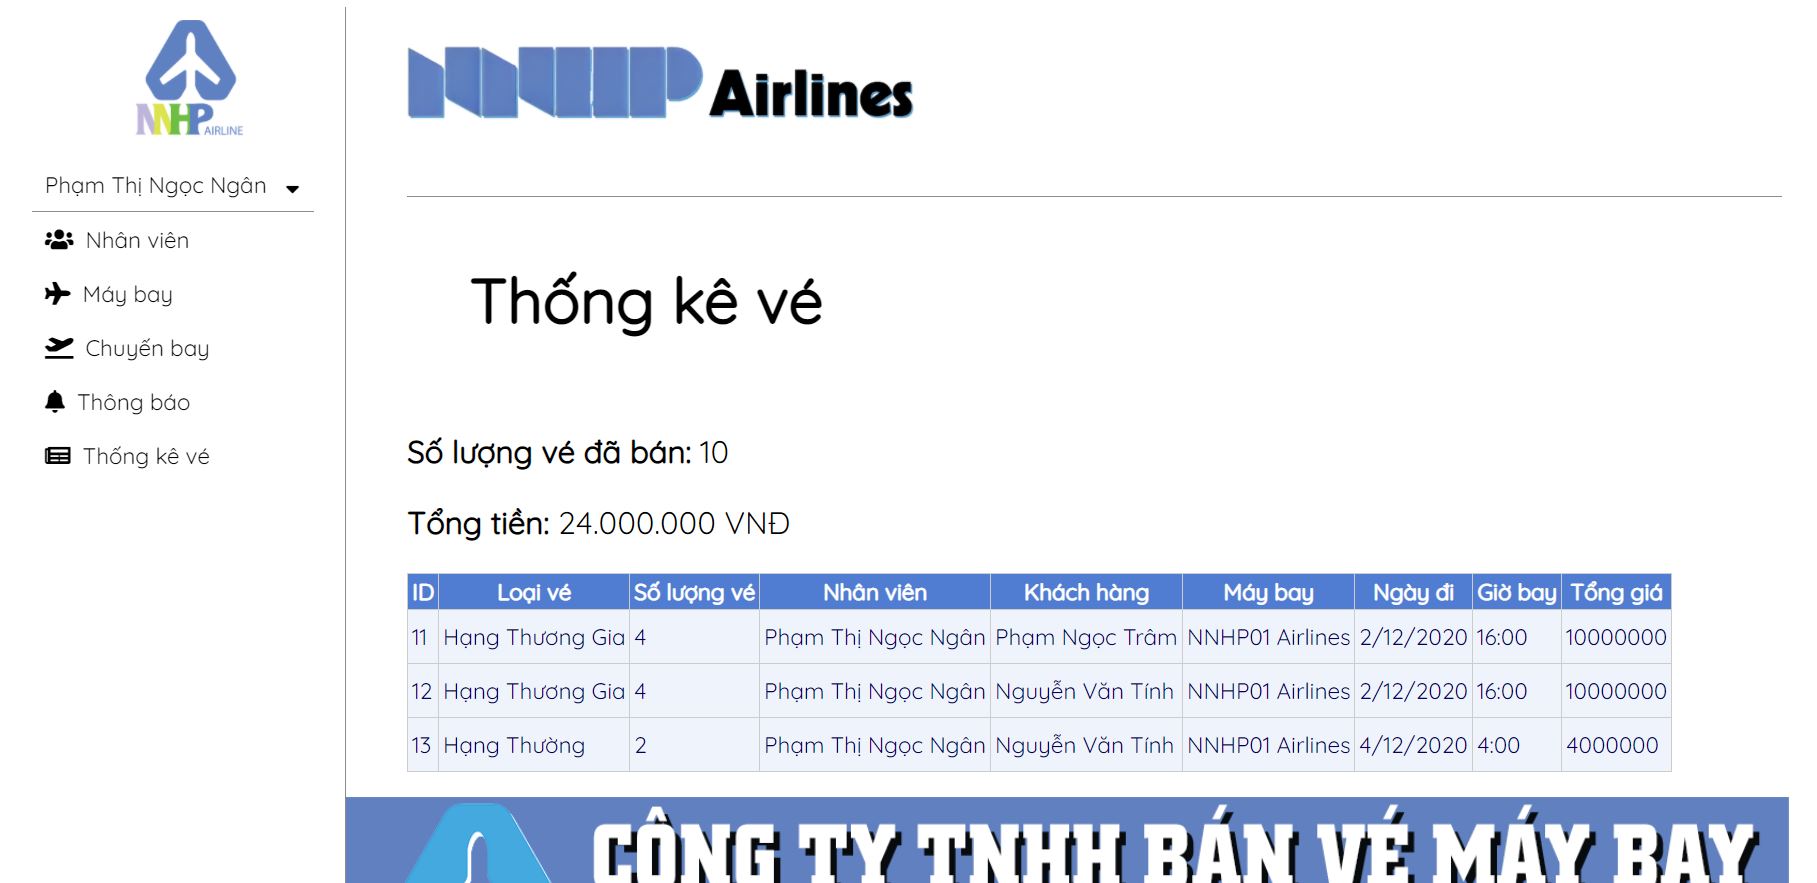 NNHP AIRLINE
Phạm Thị Ngọc Ngân
Nhân viên
Máy bay
Chuyến bay
Thông báo
Thống kê vé
NNHP Airlines
Thống kê vé
Số lượng vé đã bán: 10
Tổng tiền: 24.000.000 VNĐ
ID Loại vé Số lượng vé Nhân viên Khách hàng Máy bay Ngày đi Giờ bay Tổng giá
11 Hạng Thương Gia 4 Phạm Thị Ngọc Ngân Phạm Ngọc Trâm NNHP01 Airlines 2/12/2020 16:00 10000000
12 Hạng Thương Gia 4 Phạm Thị Ngọc Ngân Nguyễn Văn Tính NNHP01 Airlines 2/12/2020 16:00 10000000
13 Hạng Thường 2 Phạm Thị Ngọc Ngân Nguyễn Văn Tính NNHP01 Airlines 4/12/2020 4:00 4000000
CÔNG TY TNHH BÁN VÉ MÁY BAY